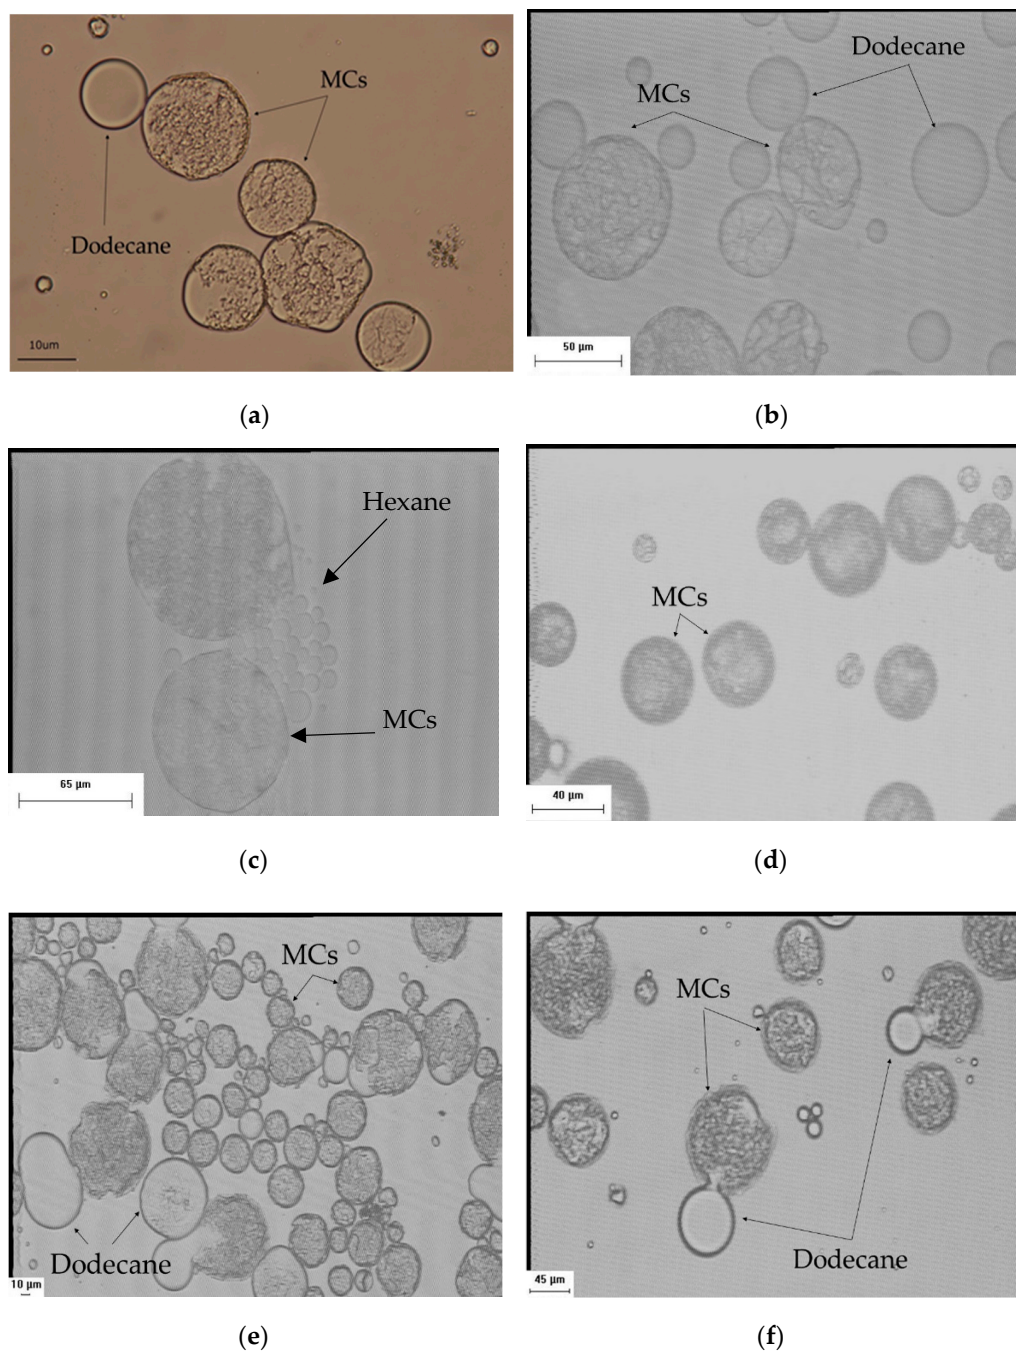 MCs
Dodecane
10um
(a)
Dodecane
MCs
50 µm
(b)
Hexane
MCs
65 µm
(c)
MCs
40 µm
(d)
MCs
Dodecane
10 µm
(e)
MCs
Dodecane
45 µm
(f)